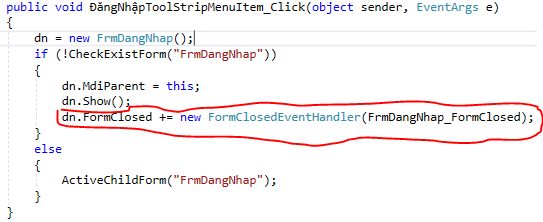 public void ĐăngNhậpToolStripMenuItem_Click(object sender, EventArgs e)
{
dn = new FrmDangNhap();
if (!CheckExistForm("FrmDangNhap"))
{
dn.MdiParent = this;
dn.Show();
dn.FormClosed += new FormClosedEventHandler(FrmDangNhap_FormClosed);
}
else
{
ActiveChildForm("FrmDangNhap");
}
}